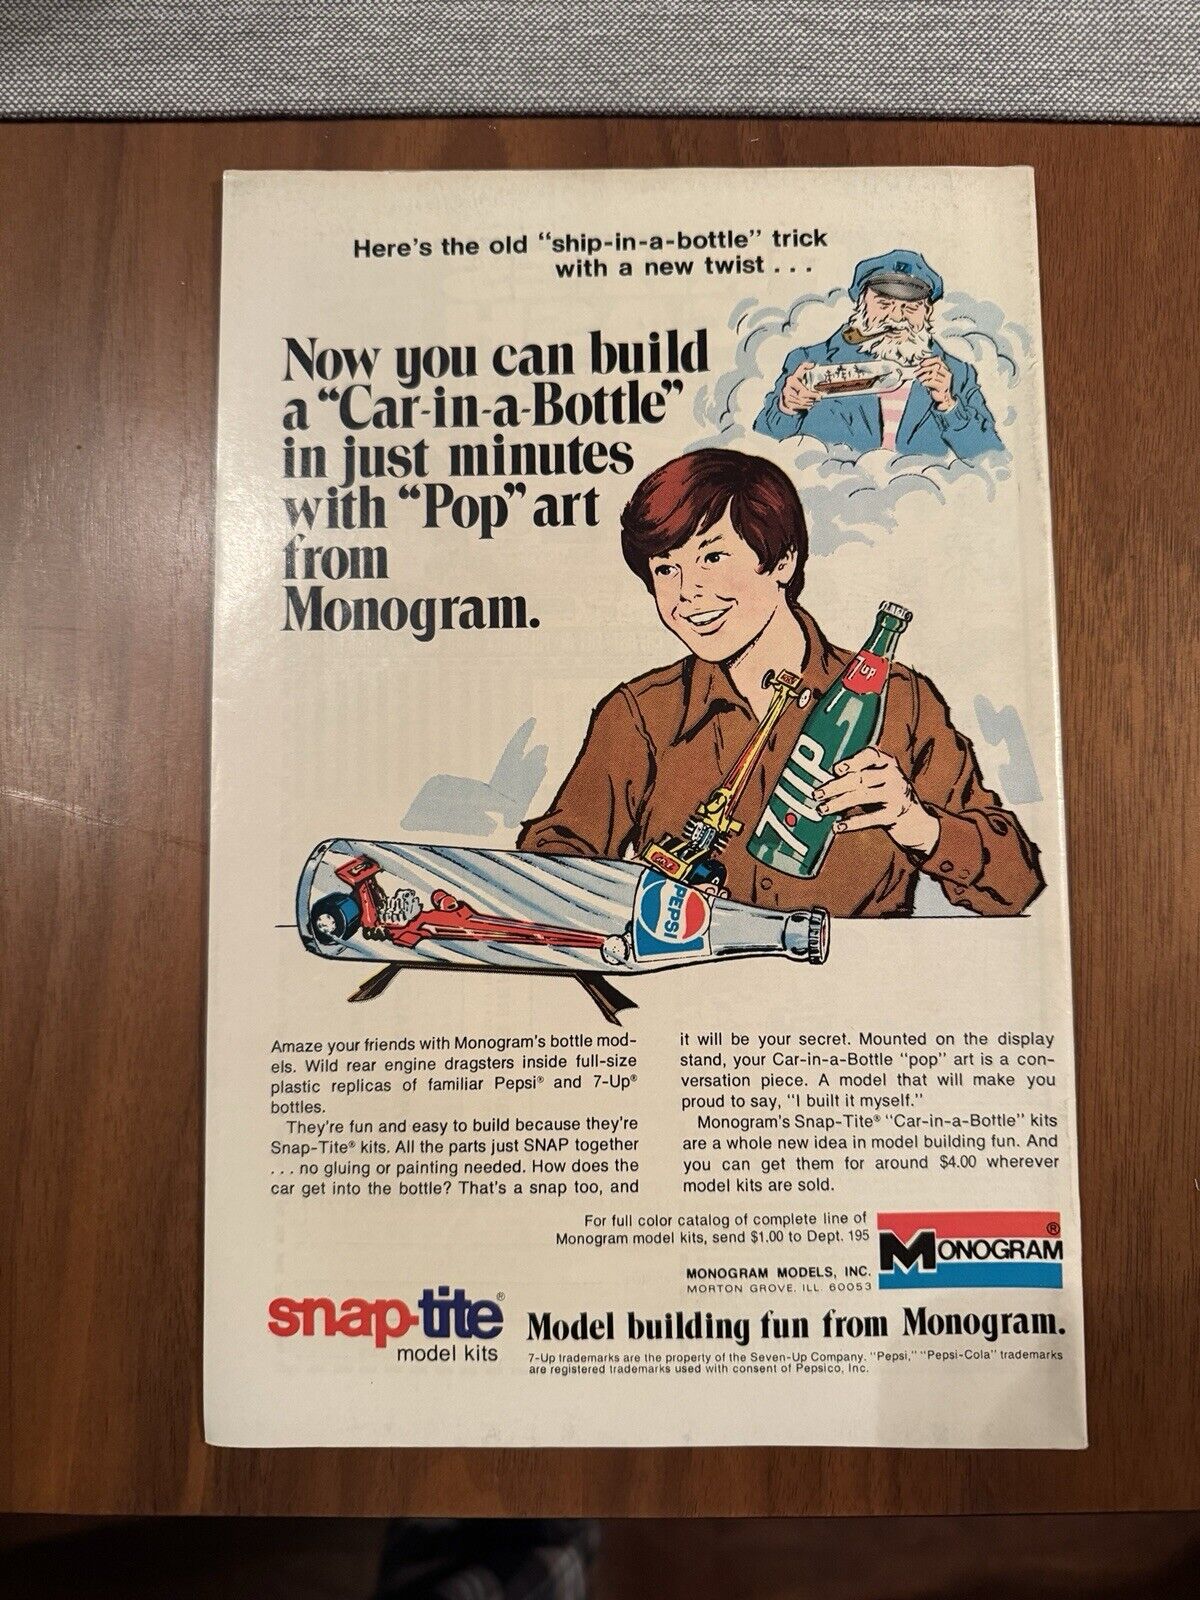 Here's the old "ship-in-a-bottle" trick
with a new twist . . .
Now you can build
a "Car-in-a-Bottle"
in just minutes
with "Pop" art
from
Monogram.
7up
7·UP
PEPSI
Amaze your friends with Monogram's bottle mod-
els. Wild rear engine dragsters inside full-size
plastic replicas of familiar Pepsi® and 7-Up®
bottles.
They're fun and easy to build because they're
Snap-Tite® kits. All the parts just SNAP together
. . . no gluing or painting needed. How does the
car get into the bottle? That's a snap too, and
it will be your secret. Mounted on the display
stand, your Car-in-a-Bottle "pop" art is a con-
versation piece. A model that will make you
proud to say, "I built it myself."
Monogram's Snap-Tite® "Car-in-a-Bottle" kits
are a whole new idea in model building fun. And
you can get them for around $4.00 wherever
model kits are sold.
For full color catalog of complete line of
Monogram model kits, send $1.00 to Dept. 195
MONOGRAM MODELS, INC.
MORTON GROVE, ILL. 60053
MONOGRAM®
snap-tite®
model kits
Model building fun from Monogram.
7-Up trademarks are the property of the Seven-Up Company. "Pepsi," "Pepsi-Cola" trademarks
are registered trademarks used with consent of Pepsico, Inc.